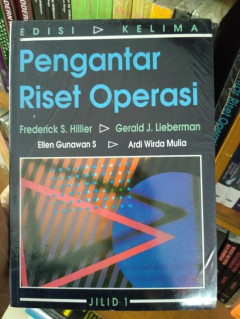 EDISI ▷ KELIMA
Pengantar
Riset Operasi
Frederick S. Hillier ▷ Gerald J. Lieberman
Ellen Gunawan S ▷ Ardi Wirda Mulia
JILID 1